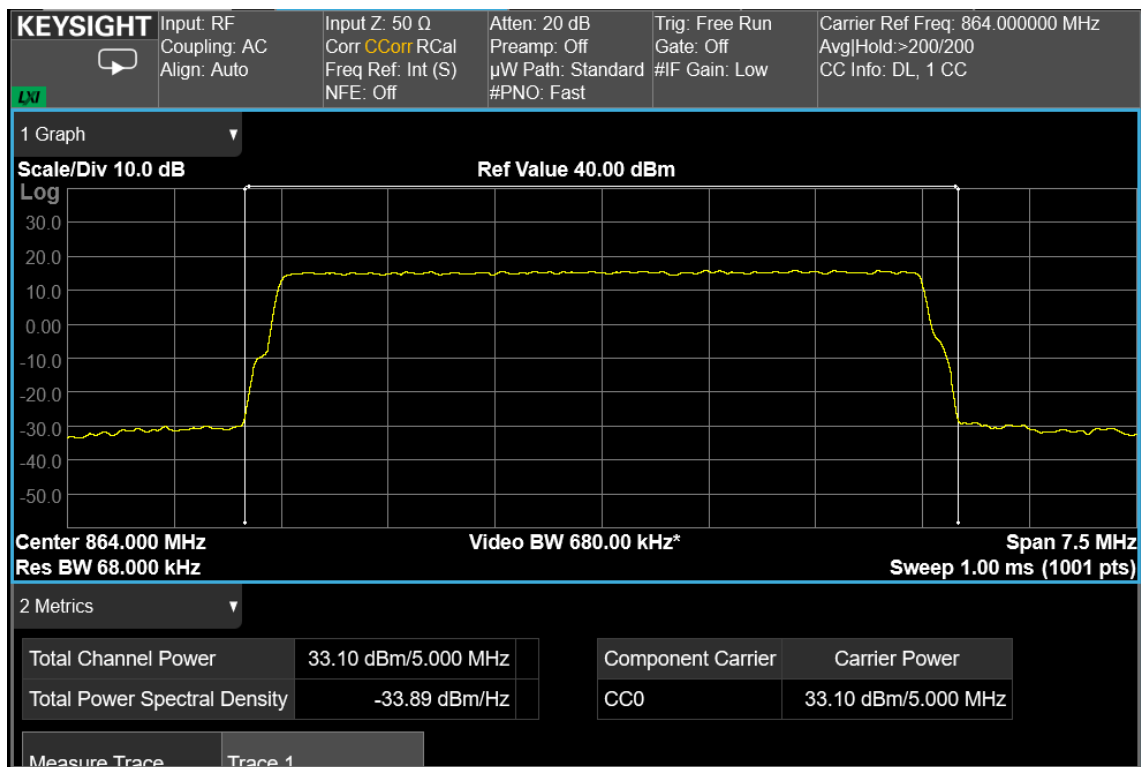 KEYSIGHT Input: RF Input Z: 50 Ω Atten: 20 dB Trig: Free Run Carrier Ref Freq: 864.000000 MHz
Coupling: AC Corr CCorr RCal Preamp: Off Gate: Off Avg|Hold:>200/200
Align: Auto Freq Ref: Int (S) µW Path: Standard #IF Gain: Low CC Info: DL, 1 CC
LXI NFE: Off #PNO: Fast
1 Graph
Scale/Div 10.0 dB Ref Value 40.00 dBm
Log
30.0
20.0
10.0
0.00
-10.0
-20.0
-30.0
-40.0
-50.0
Center 864.000 MHz Video BW 680.00 kHz* Span 7.5 MHz
Res BW 68.000 kHz Sweep 1.00 ms (1001 pts)
2 Metrics
Total Channel Power 33.10 dBm/5.000 MHz Component Carrier Carrier Power
Total Power Spectral Density -33.89 dBm/Hz CC0 33.10 dBm/5.000 MHz
Measure Trace Trace 1